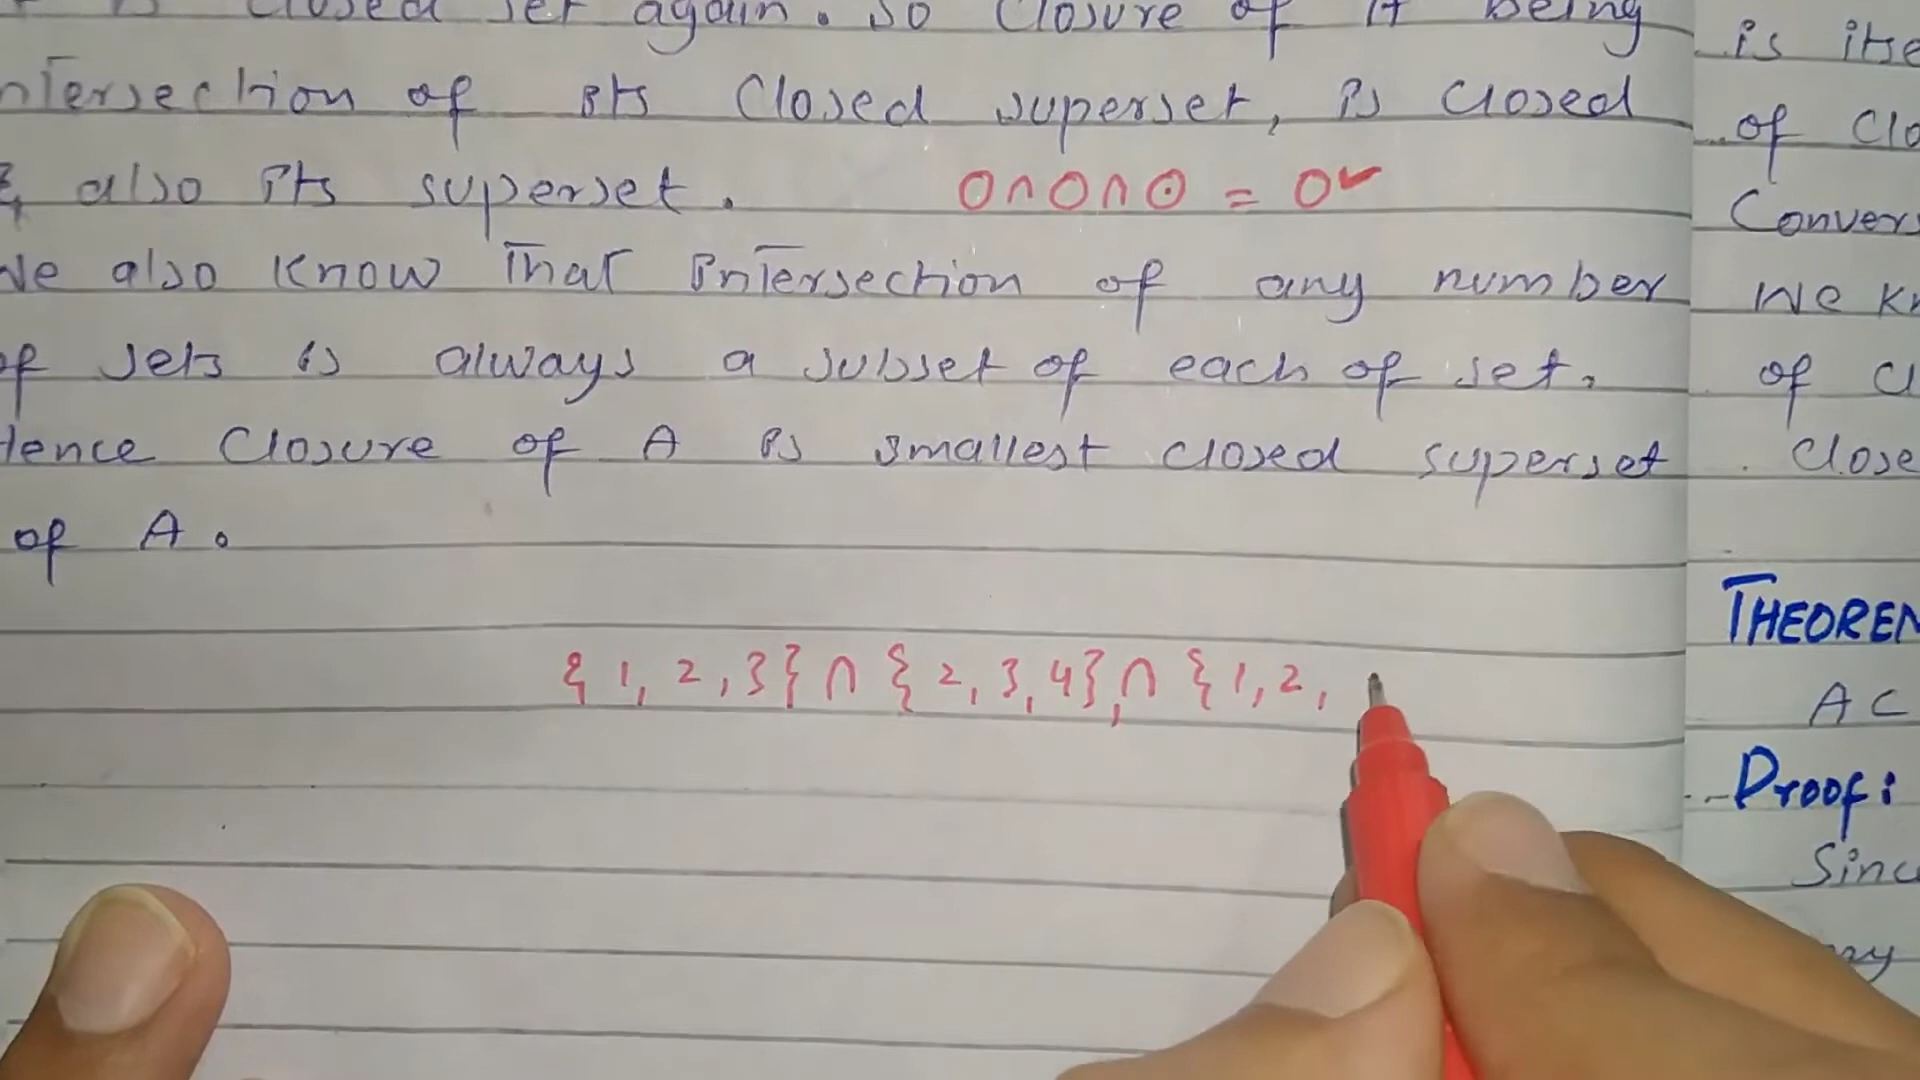 closed set again. So closure of it being
ntersection of its closed superset, is closed
& also its superset. O∩O∩⊙ = O✓
We also know that intersection of any number
of sets is always a subset of each of set.
Hence closure of A is smallest closed superset
of A.
{ 1, 2, 3} ∩ { 2, 3, 4}, ∩ { 1, 2,
is itse
of clo
Convers
We kn
of cl
close
THEOREM
A C
Proof:
Sinc